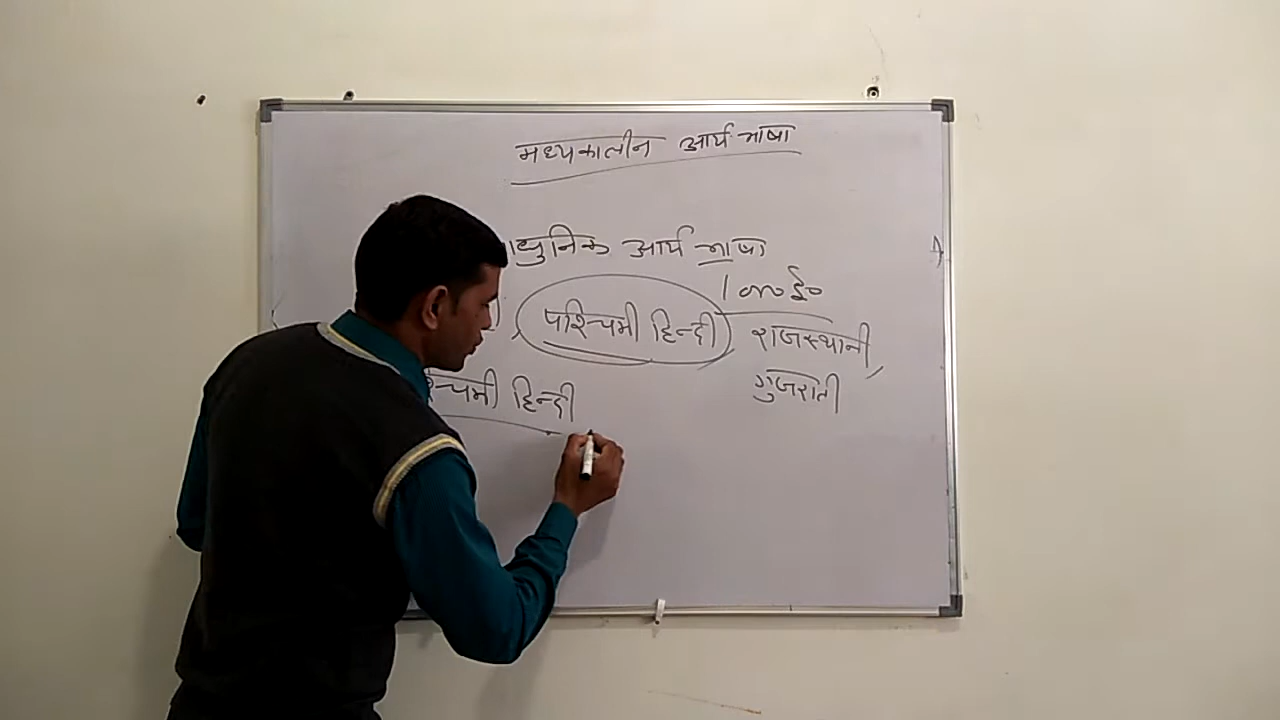 मध्यकालीन आर्य भाषा
आधुनिक आर्य भाषा
1000 ई०
पश्चिमी हिन्दी राजस्थानी,
गुजराती
पश्चिमी हिन्दी